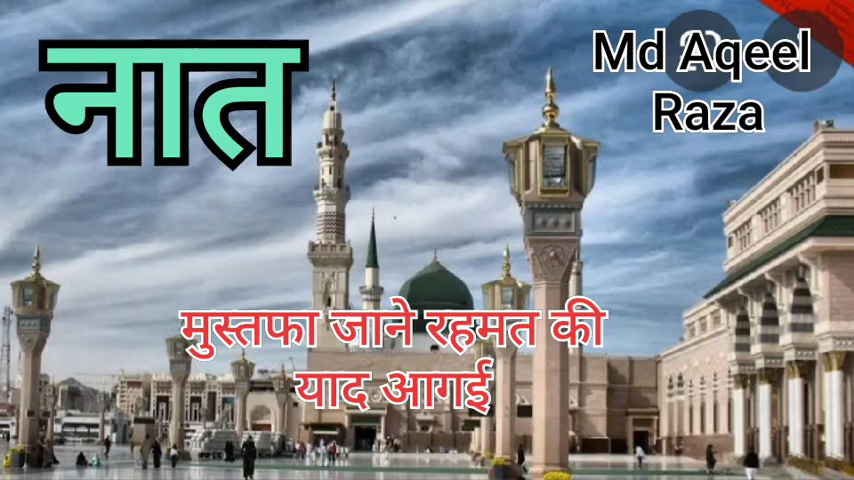 नात
Md Aqeel
Raza
मुस्तफा जाने रहमत की
याद आगई